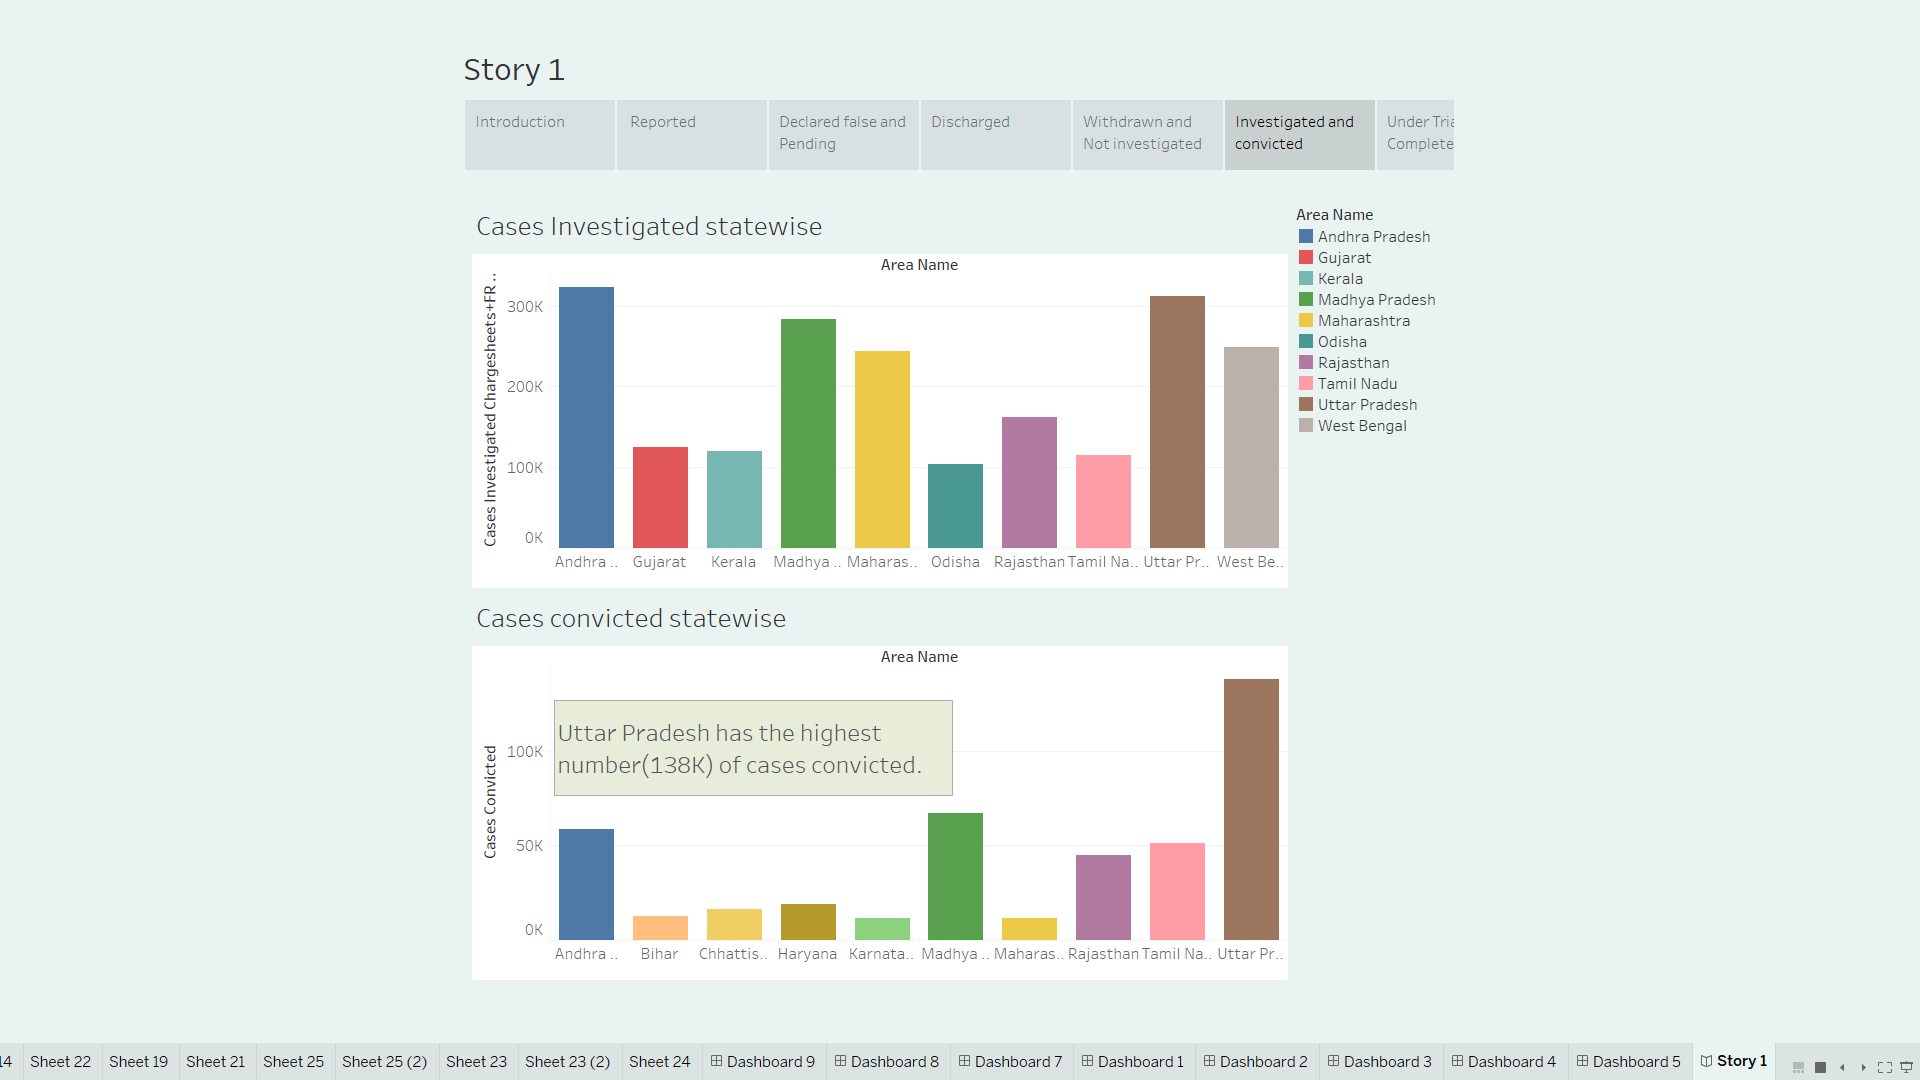 Story 1
Introduction
Reported
Declared false and
Pending
Discharged
Withdrawn and
Not investigated
Investigated and
convicted
Under Tria
Complete
Cases Investigated statewise
Area Name
Cases Investigated Chargesheets+FR ..
300K
200K
100K
0K
Andhra ..
Gujarat
Kerala
Madhya ..
Maharas..
Odisha
Rajasthan
Tamil Na..
Uttar Pr..
West Be..
Area Name
Andhra Pradesh
Gujarat
Kerala
Madhya Pradesh
Maharashtra
Odisha
Rajasthan
Tamil Nadu
Uttar Pradesh
West Bengal
Cases convicted statewise
Area Name
Cases Convicted
100K
50K
0K
Uttar Pradesh has the highest
number(138K) of cases convicted.
Andhra ..
Bihar
Chhattis..
Haryana
Karnata..
Madhya ..
Maharas..
Rajasthan
Tamil Na..
Uttar Pr..
14
Sheet 22
Sheet 19
Sheet 21
Sheet 25
Sheet 25 (2)
Sheet 23
Sheet 23 (2)
Sheet 24
Dashboard 9
Dashboard 8
Dashboard 7
Dashboard 1
Dashboard 2
Dashboard 3
Dashboard 4
Dashboard 5
Story 1